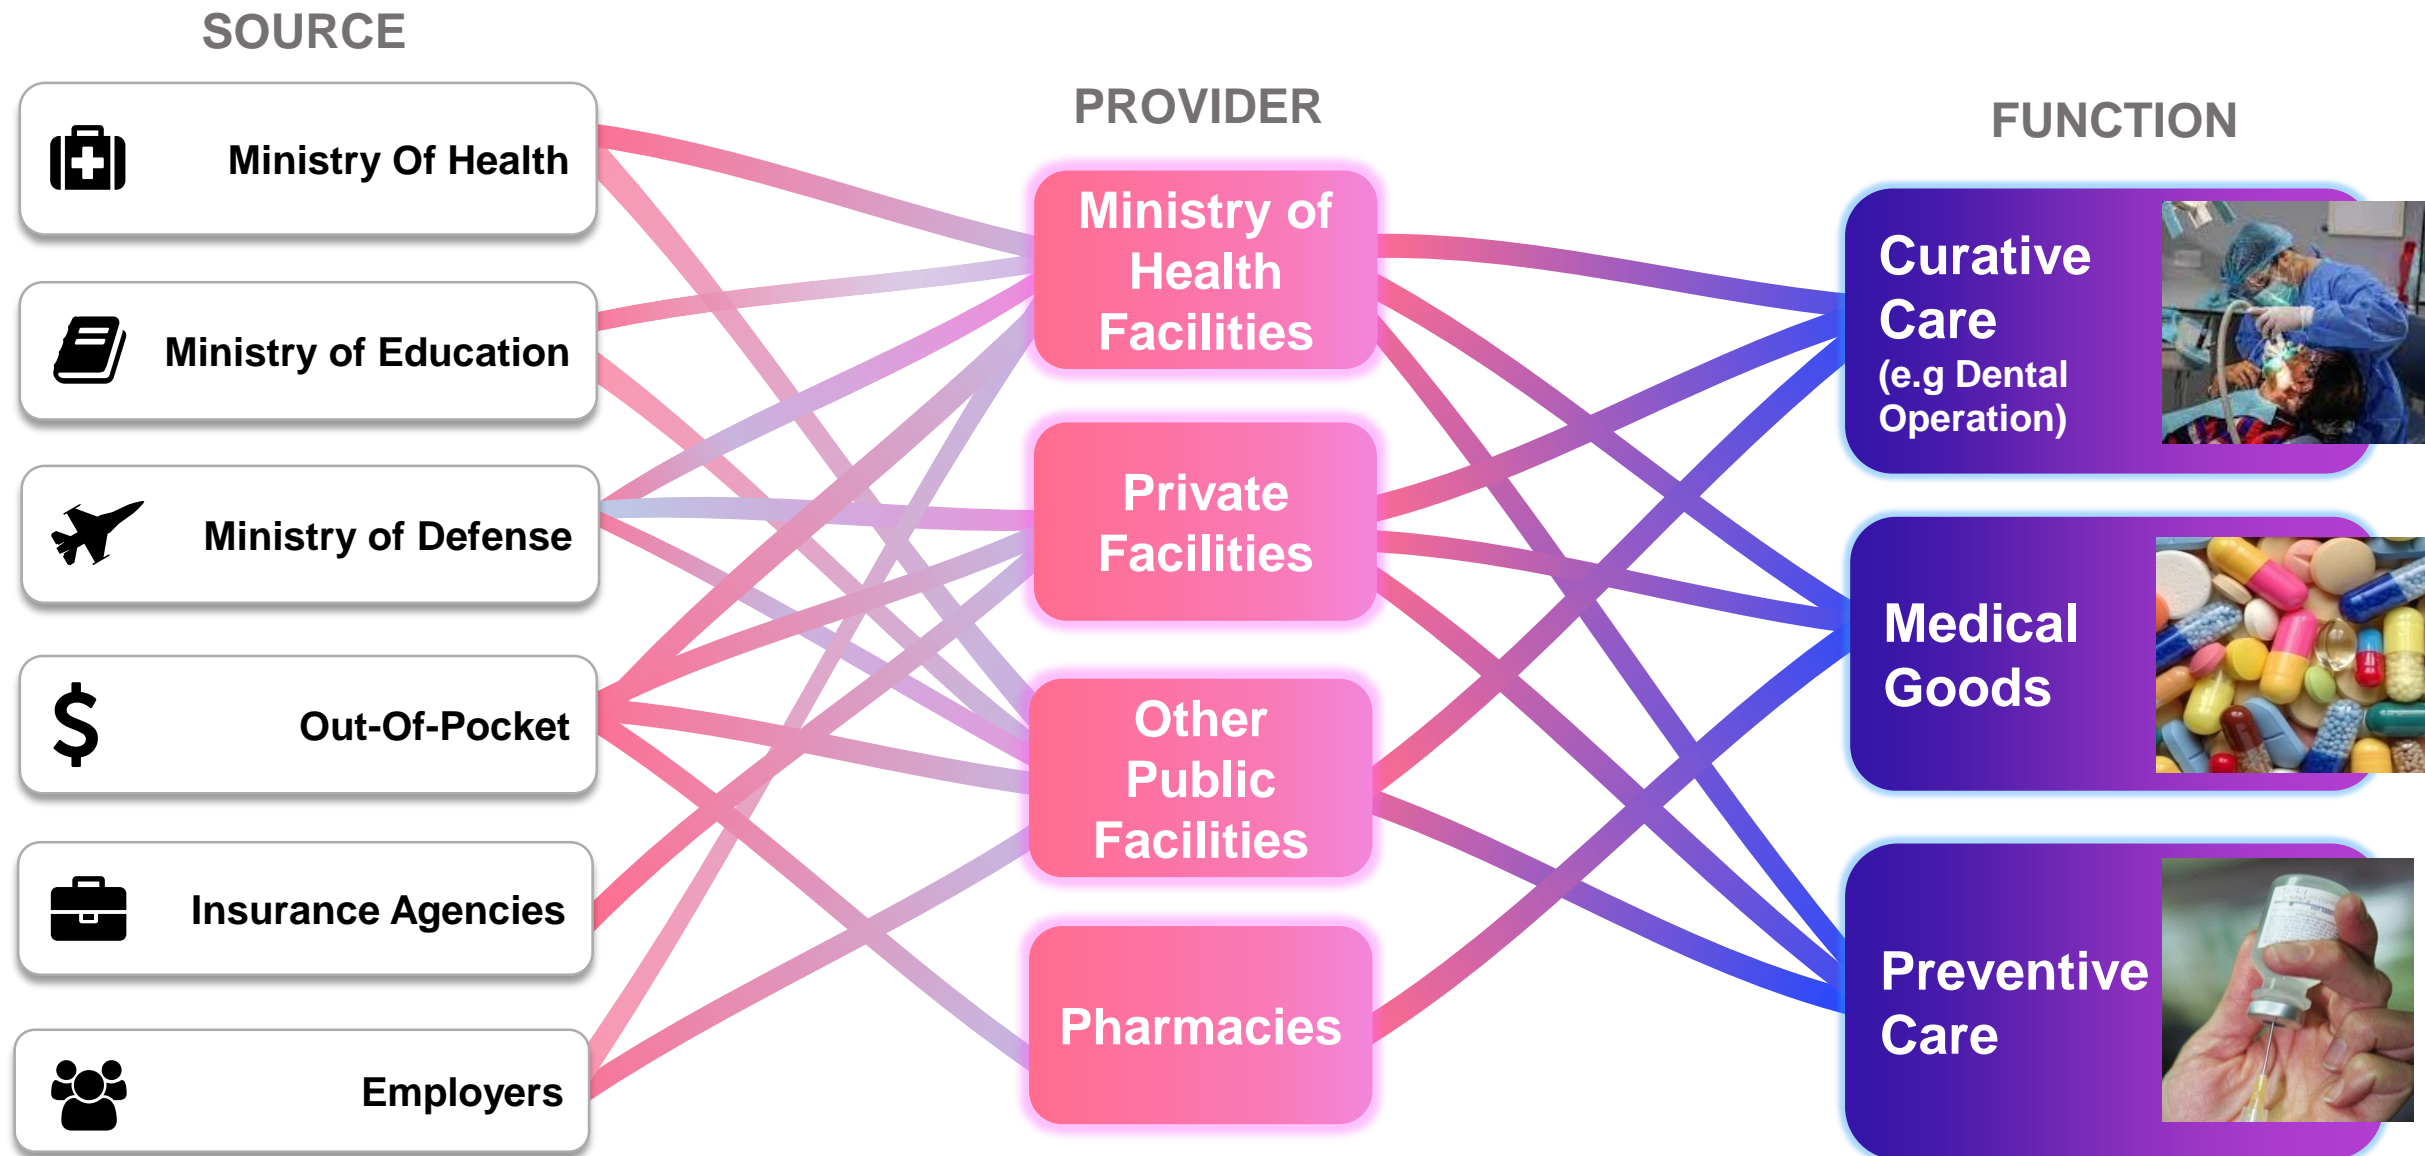 SOURCE
Ministry Of Health
Ministry of Education
Ministry of Defense
Out-Of-Pocket
Insurance Agencies
Employers
PROVIDER
Ministry of
Health
Facilities
Private
Facilities
Other
Public
Facilities
Pharmacies
FUNCTION
Curative
Care
(e.g Dental
Operation)
Medical
Goods
Preventive
Care